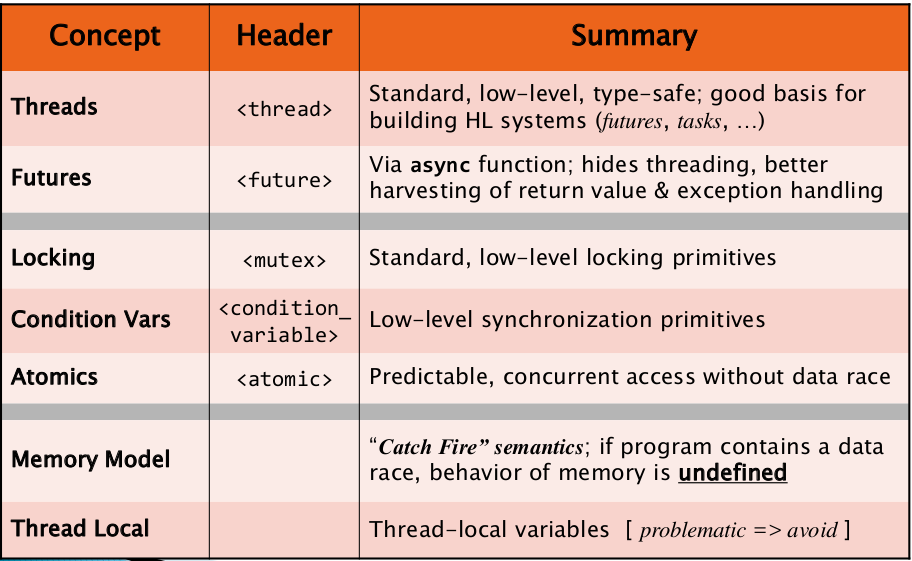 Concept Header Summary
Threads <thread> Standard, low-level, type-safe; good basis for
building HL systems (futures, tasks, …)
Futures <future> Via async function; hides threading, better
harvesting of return value & exception handling
Locking <mutex> Standard, low-level locking primitives
Condition Vars <condition_
variable> Low-level synchronization primitives
Atomics <atomic> Predictable, concurrent access without data race
Memory Model “Catch Fire” semantics; if program contains a data
race, behavior of memory is undefined
Thread Local Thread-local variables [ problematic => avoid ]